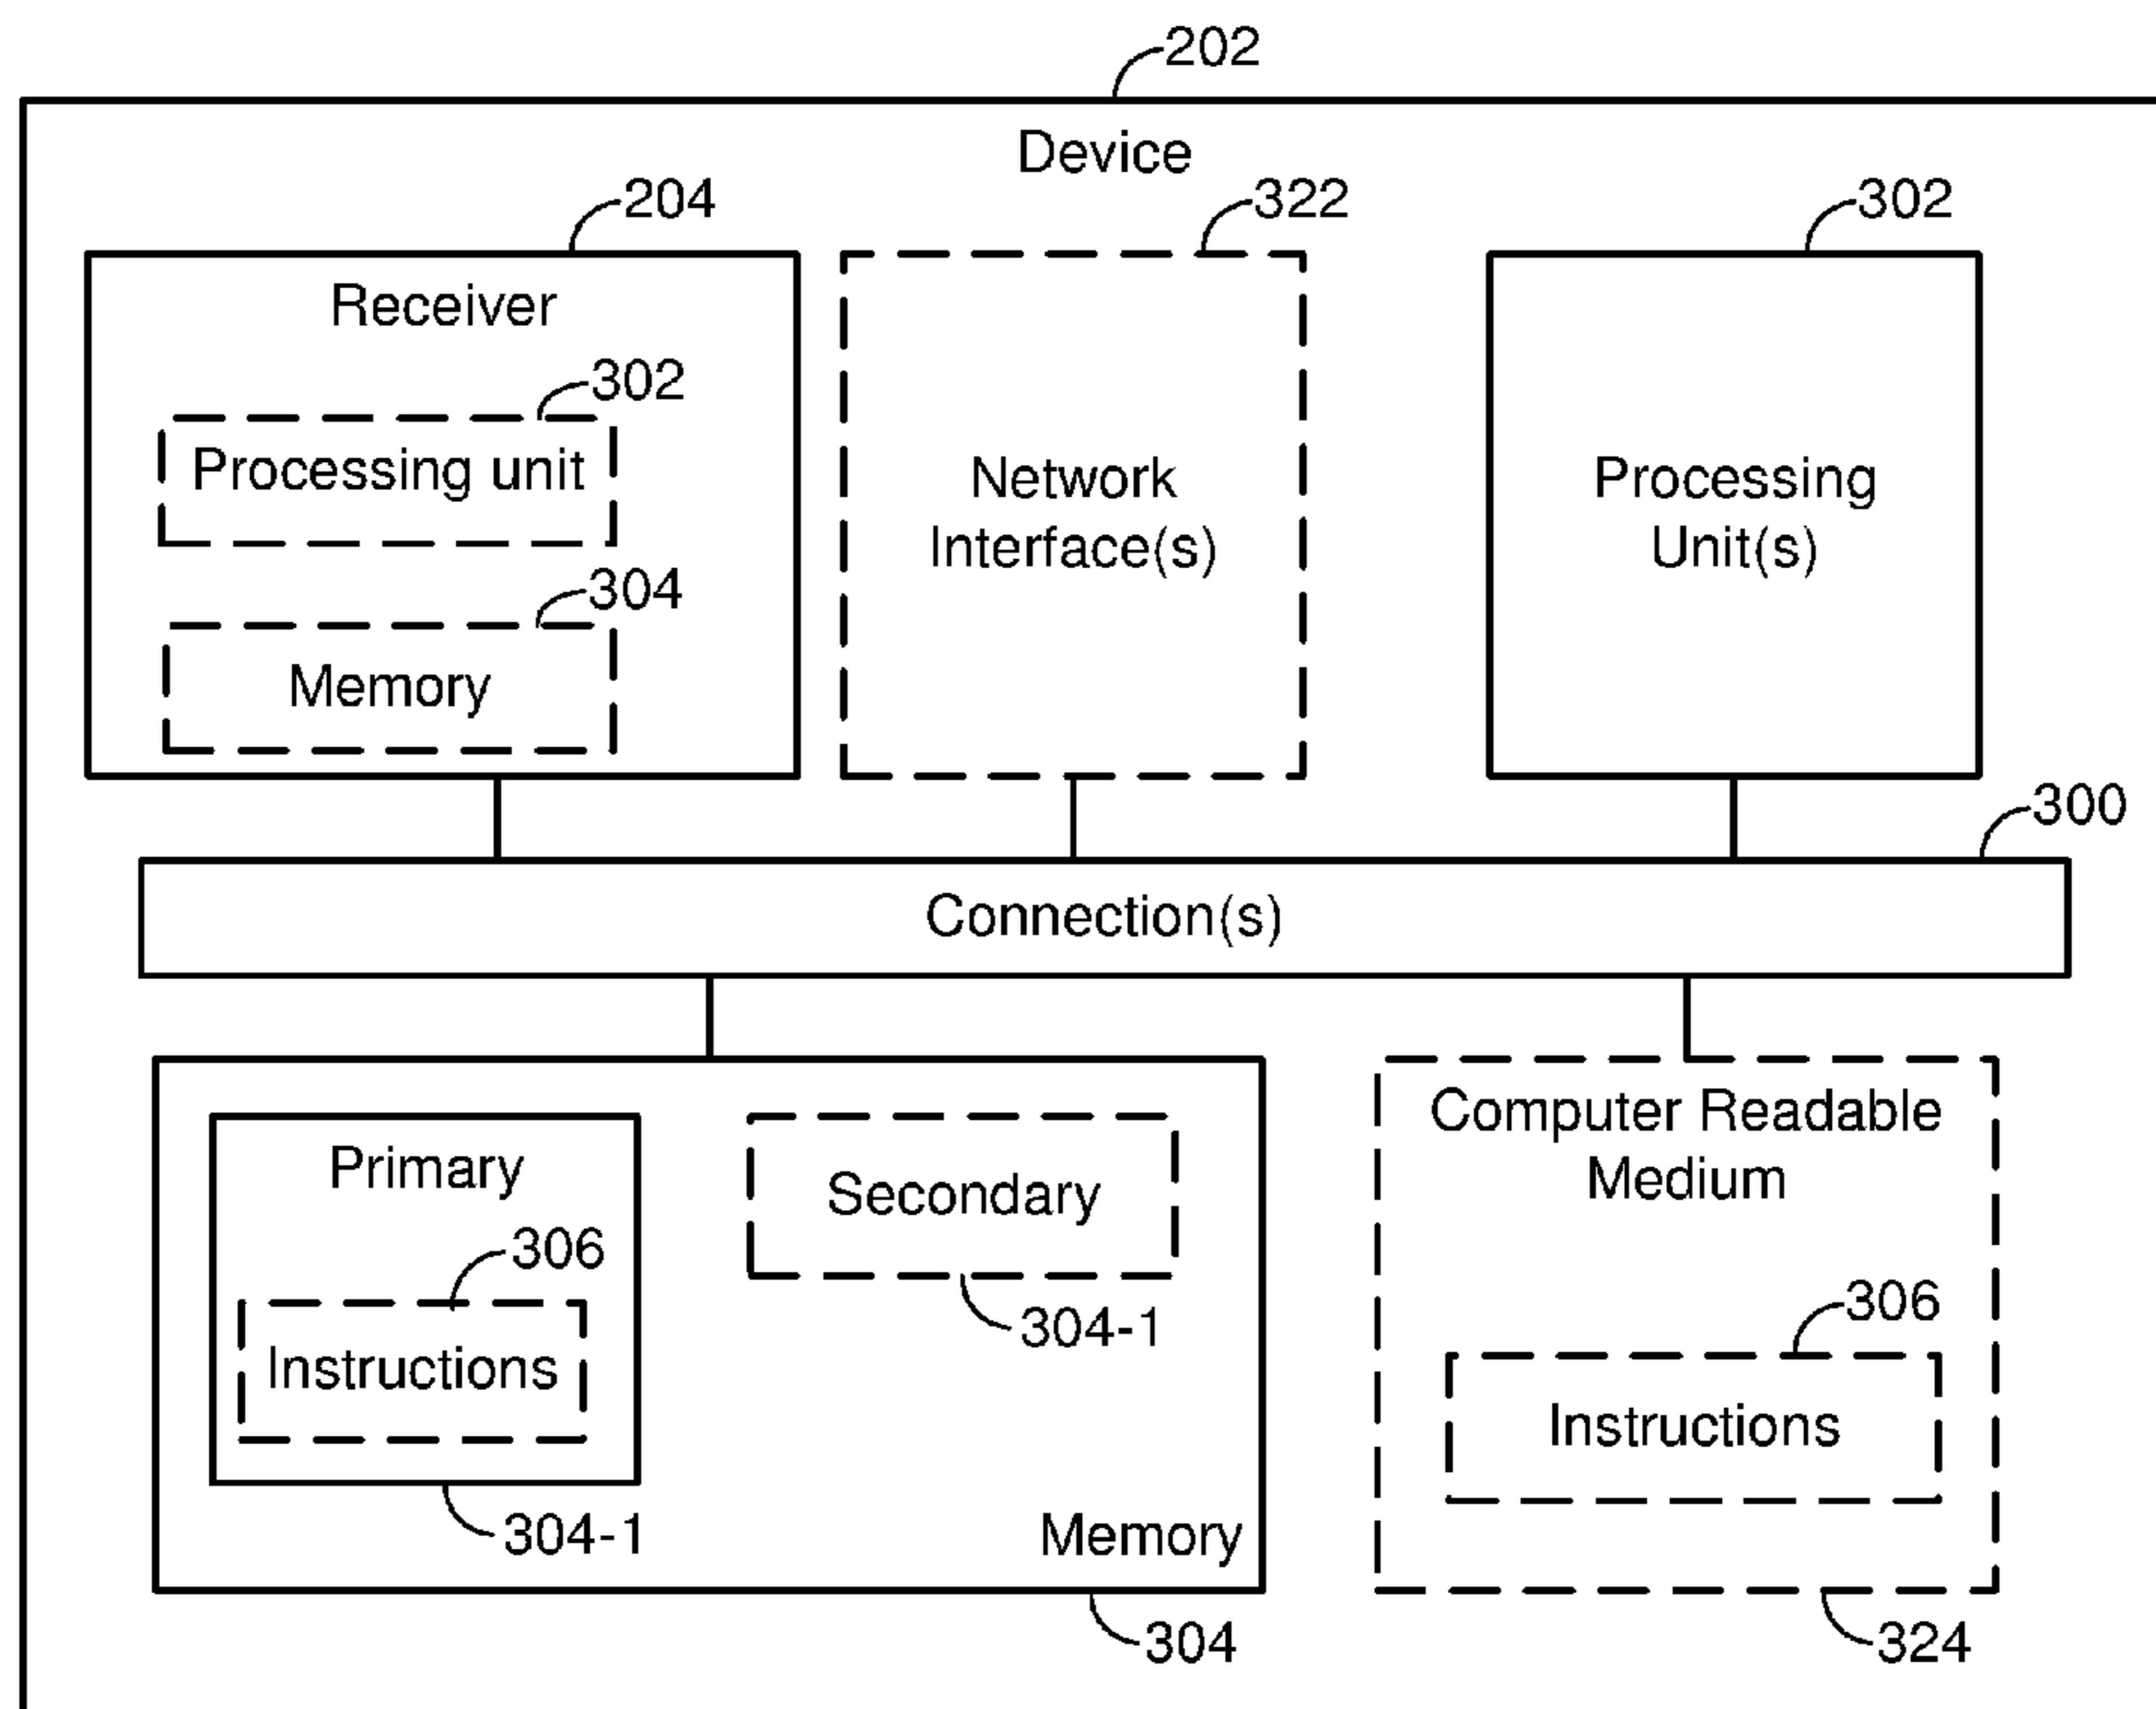 202
Device
204
322
302
Receiver
302
Processing unit
304
Memory
Network
Interface(s)
Processing
Unit(s)
300
Connection(s)
Primary
306
Instructions
304-1
Secondary
304-1
Memory
304
Computer Readable
Medium
306
Instructions
324